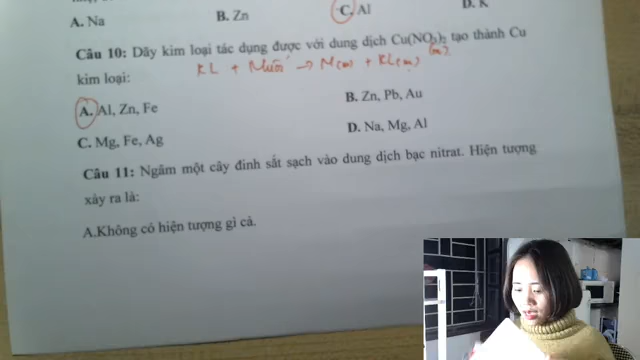 A. Na B. Zn C. Al D. K
Câu 10: Dãy kim loại tác dụng được với dung dịch Cu(NO₃)₂ tạo thành Cu
kim loại:
KL + Muối → M(m) + KL(m)
A. Al, Zn, Fe B. Zn, Pb, Au
C. Mg, Fe, Ag D. Na, Mg, Al
Câu 11: Ngâm một cây đinh sắt sạch vào dung dịch bạc nitrat. Hiện tượng
xảy ra là:
A.Không có hiện tượng gì cả.